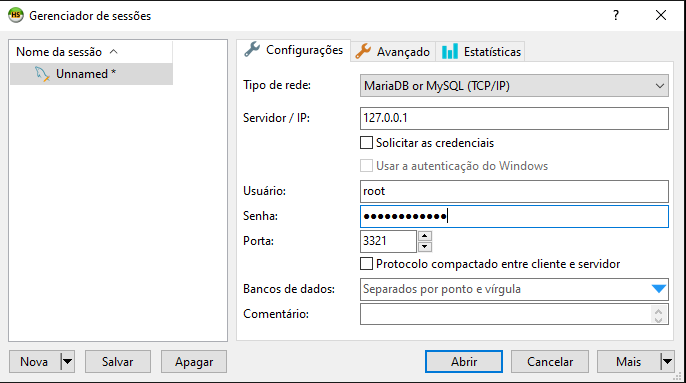 HS
Gerenciador de sessões
?
Nome da sessão
Unnamed *
Configurações
Avançado
Estatísticas
Tipo de rede:
MariaDB or MySQL (TCP/IP)
Servidor / IP:
127.0.0.1
Solicitar as credenciais
Usar a autenticação do Windows
Usuário:
root
Senha:
●●●●●●●●●●●●
Porta:
3321
Protocolo compactado entre cliente e servidor
Bancos de dados:
Separados por ponto e vírgula
Comentário:
Nova
Salvar
Apagar
Abrir
Cancelar
Mais